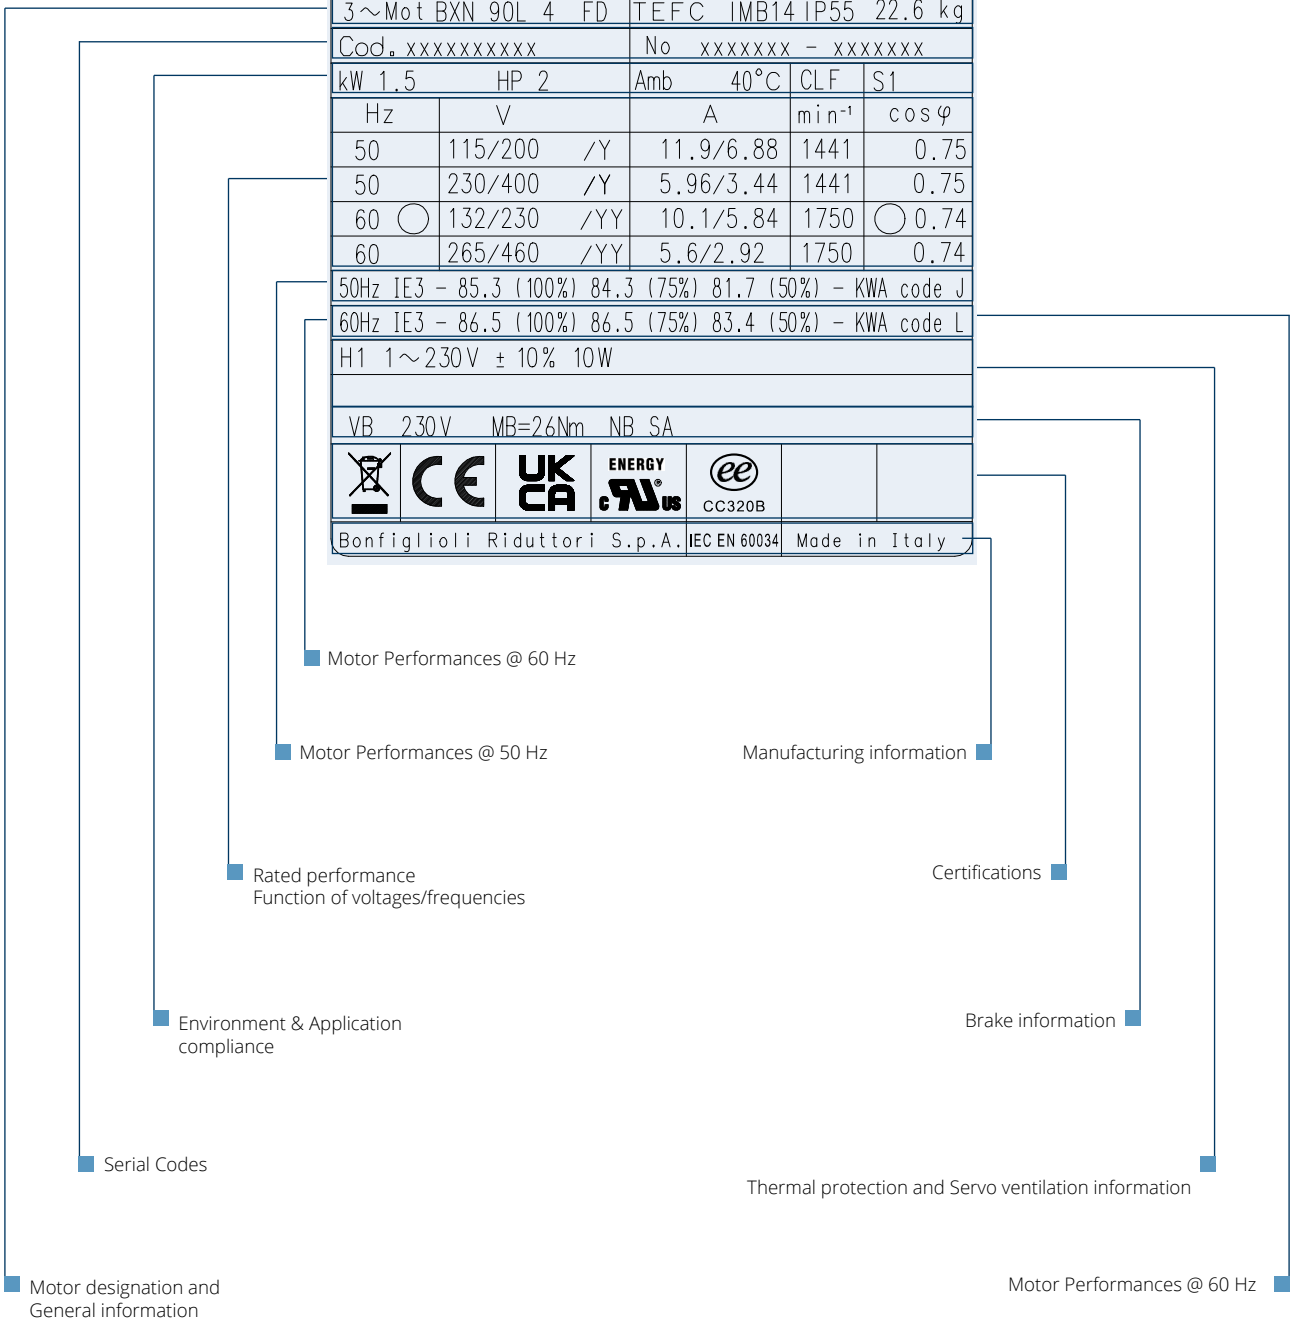 3~Mot BXN 90L 4 FD TEFC IMB14 IP55 22.6 kg
Cod. xxxxxxxxxx No xxxxxxx - xxxxxxx
kW 1.5 HP 2 Amb 40°C CLF S1
Hz V A min⁻¹ cosφ
50 115/200 /Y 11.9/6.88 1441 0.75
50 230/400 /Y 5.96/3.44 1441 0.75
60 132/230 /YY 10.1/5.84 1750 0.74
60 265/460 /YY 5.6/2.92 1750 0.74
50Hz IE3 - 85.3 (100%) 84.3 (75%) 81.7 (50%) - KWA code J
60Hz IE3 - 86.5 (100%) 86.5 (75%) 83.4 (50%) - KWA code L
H1 1~230V ± 10% 10W
VB 230V MB=26Nm NB SA
CE UK CA ENERGY c RU US ee CC320B
Bonfiglioli Riduttori S.p.A. IEC EN 60034 Made in Italy
Motor Performances @ 60 Hz
Motor Performances @ 50 Hz
Manufacturing information
Rated performance
Function of voltages/frequencies
Certifications
Environment & Application
compliance
Brake information
Serial Codes
Thermal protection and Servo ventilation information
Motor designation and
General information
Motor Performances @ 60 Hz